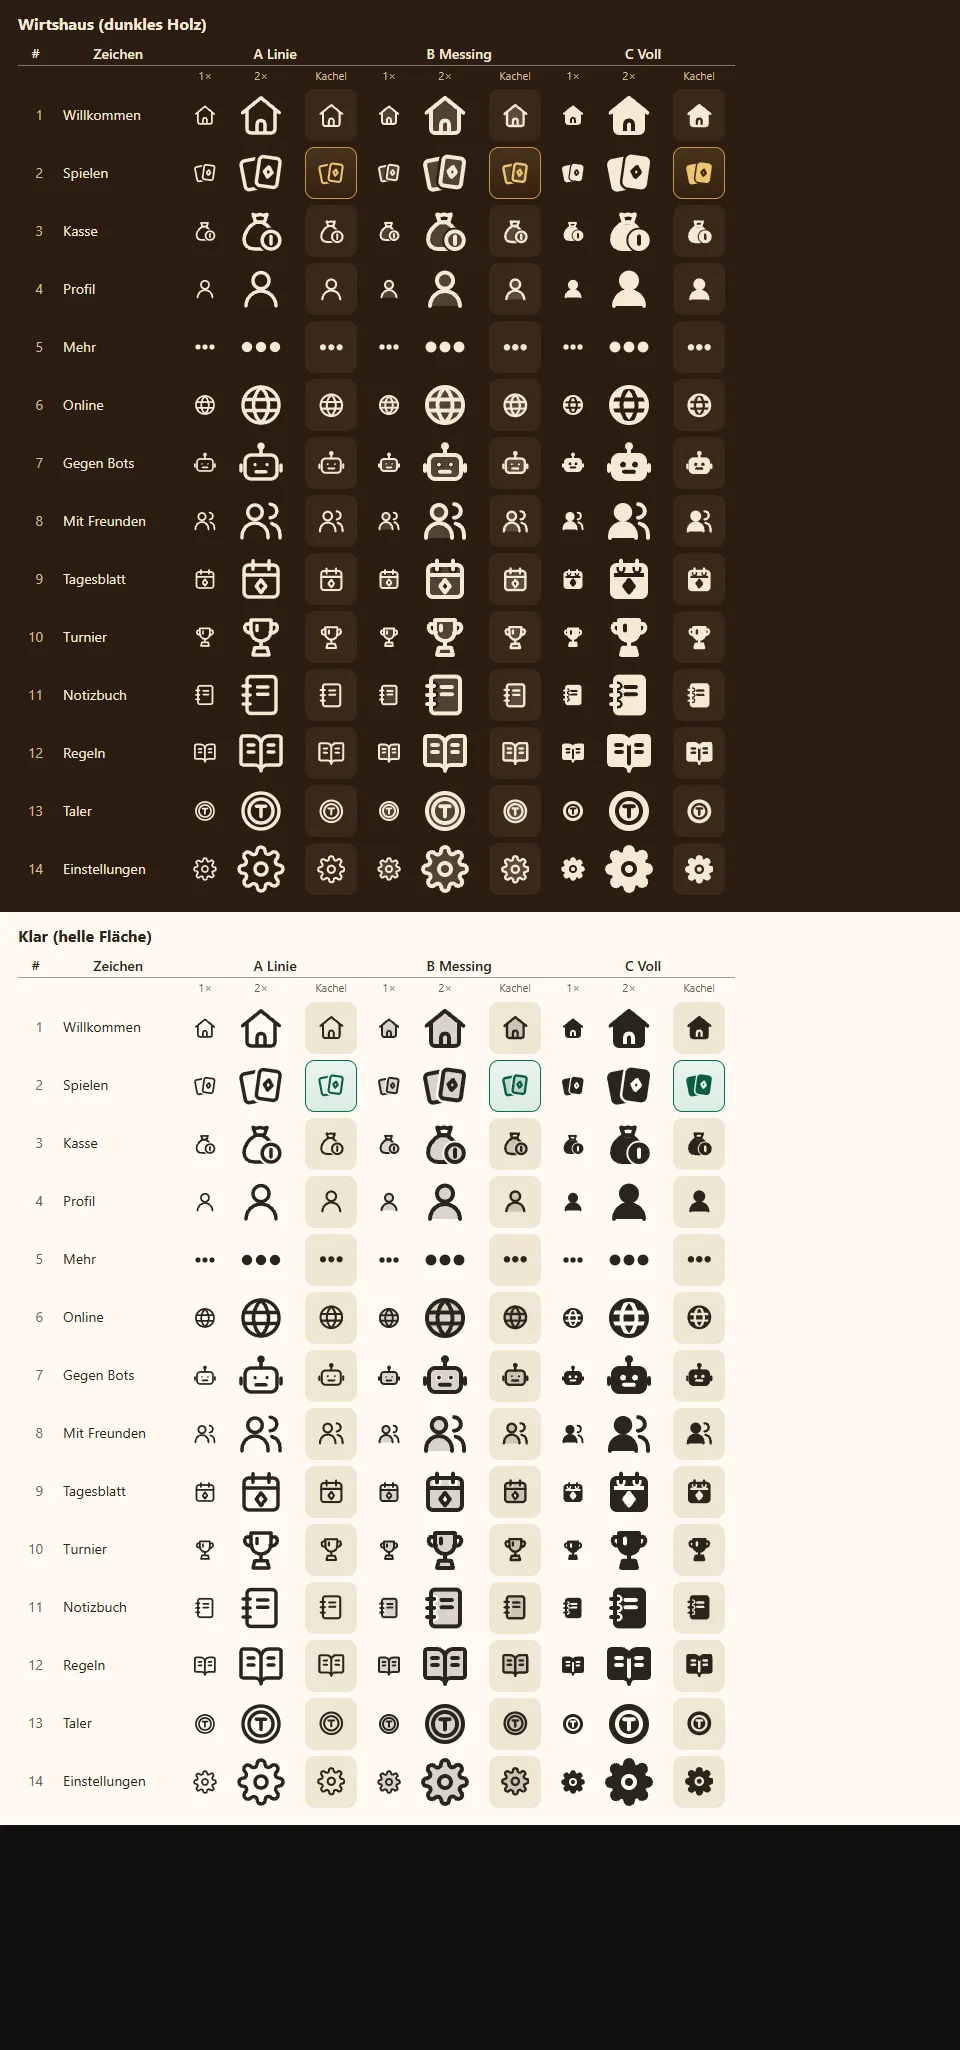 Wirtshaus (dunkles Holz)
# Zeichen A Linie B Messing C Voll
1× 2× Kachel 1× 2× Kachel 1× 2× Kachel
1 Willkommen
2 Spielen
3 Kasse
4 Profil
5 Mehr
6 Online
7 Gegen Bots
8 Mit Freunden
9 Tagesblatt
10 Turnier
11 Notizbuch
12 Regeln
13 Taler
14 Einstellungen
Klar (helle Fläche)
# Zeichen A Linie B Messing C Voll
1× 2× Kachel 1× 2× Kachel 1× 2× Kachel
1 Willkommen
2 Spielen
3 Kasse
4 Profil
5 Mehr
6 Online
7 Gegen Bots
8 Mit Freunden
9 Tagesblatt
10 Turnier
11 Notizbuch
12 Regeln
13 Taler
14 Einstellungen